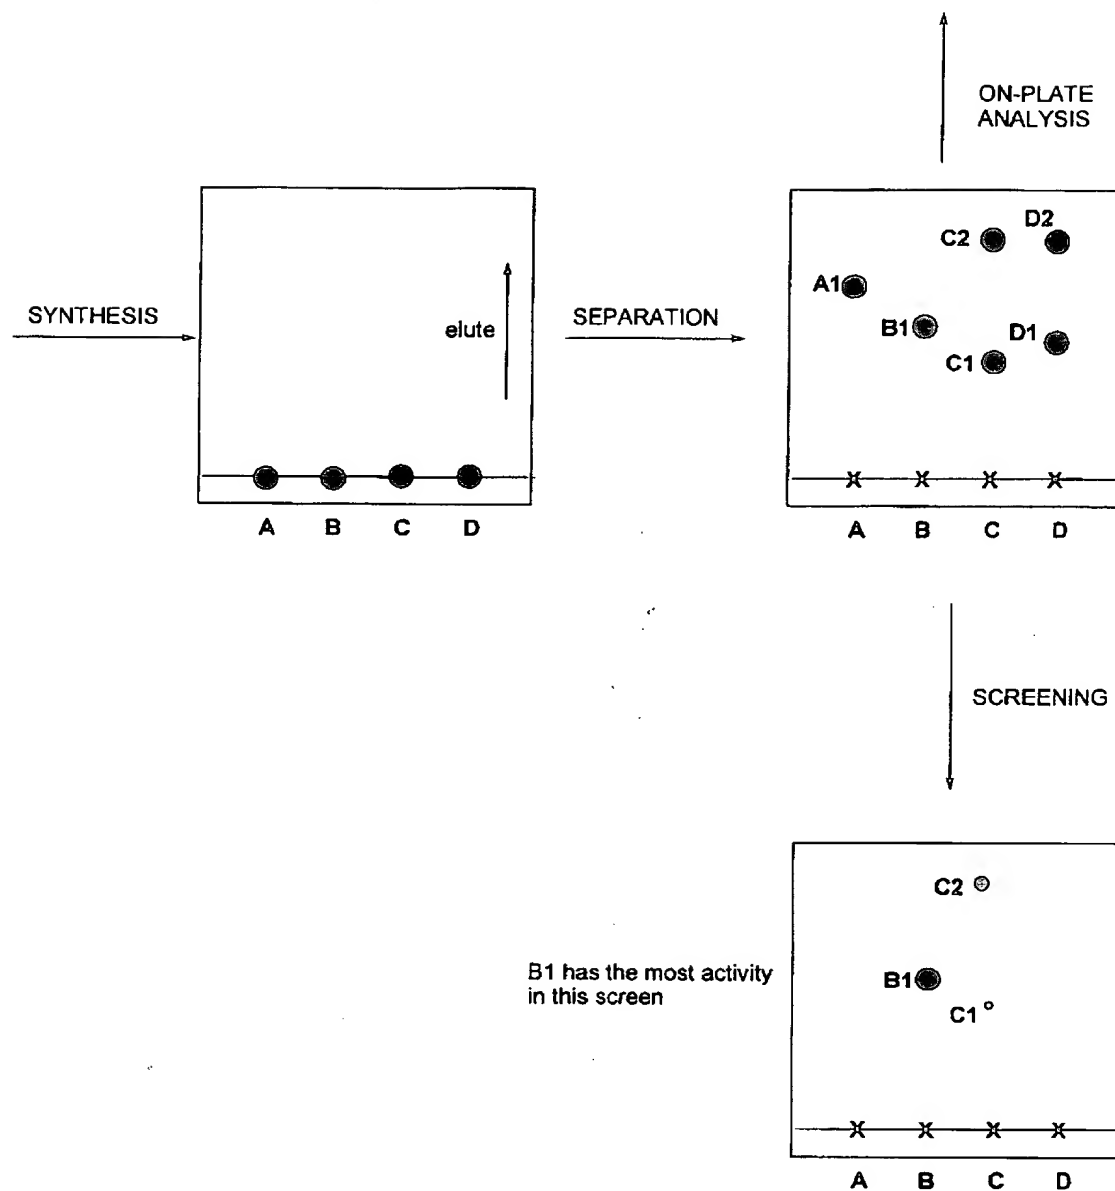 ON-PLATE
ANALYSIS
SYNTHESIS
elute
SEPARATION
A B C D
D2
C2
A1
B1
D1
C1
A B C D
SCREENING
C2
B1 has the most activity
in this screen
B1
C1
A B C D